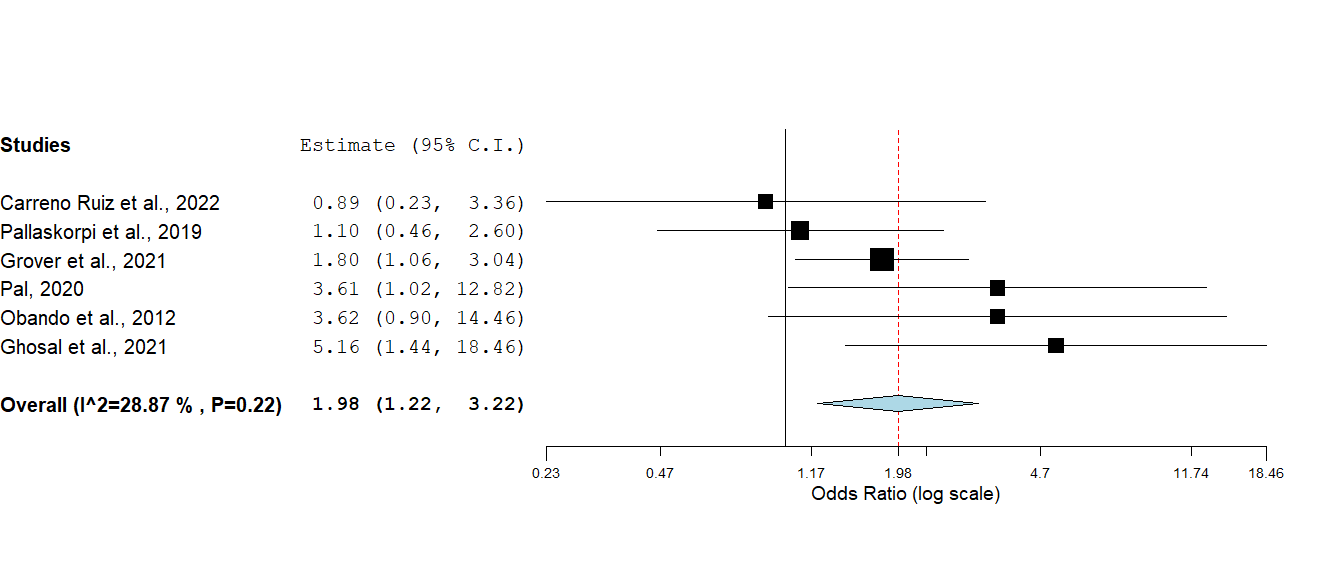 Studies Estimate (95% C.I.)
Carreno Ruiz et al., 2022 0.89 (0.23, 3.36)
Pallaskorpi et al., 2019 1.10 (0.46, 2.60)
Grover et al., 2021 1.80 (1.06, 3.04)
Pal, 2020 3.61 (1.02, 12.82)
Obando et al., 2012 3.62 (0.90, 14.46)
Ghosal et al., 2021 5.16 (1.44, 18.46)
Overall (I^2=28.87 % , P=0.22) 1.98 (1.22, 3.22)
0.23 0.47 1.17 1.98 4.7 11.74 18.46
Odds Ratio (log scale)